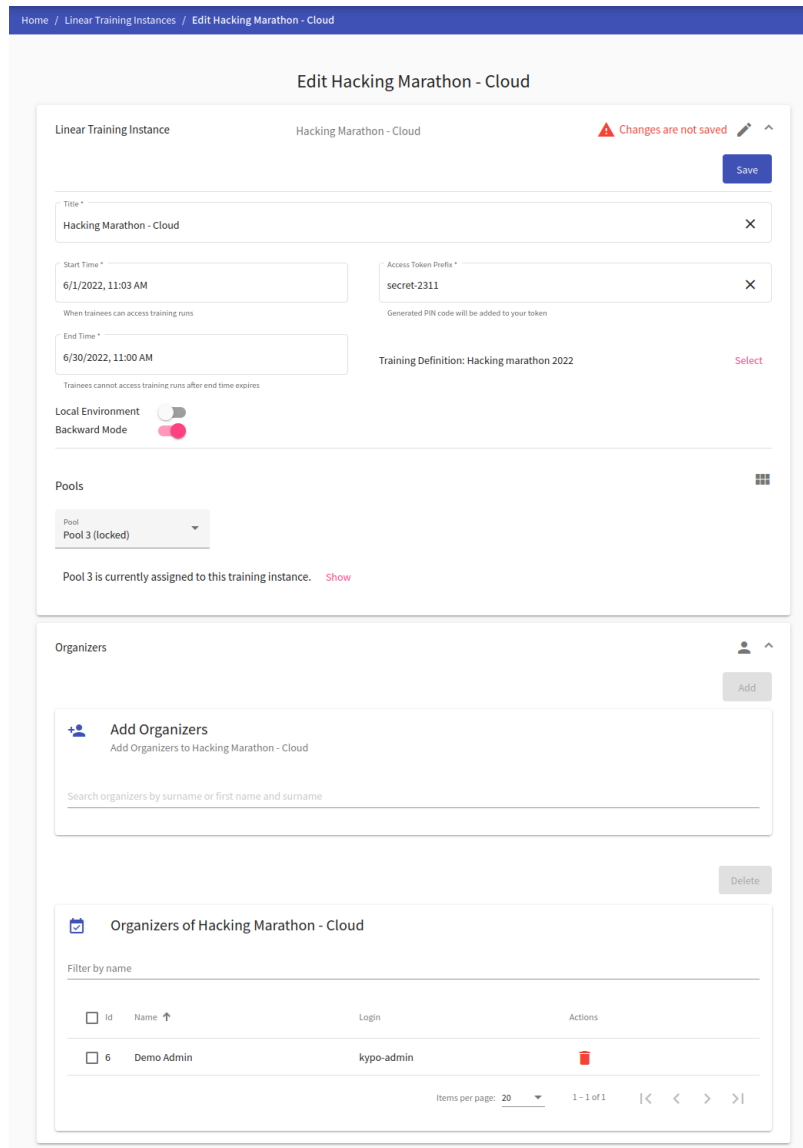 Home / Linear Training Instances / Edit Hacking Marathon - Cloud
Edit Hacking Marathon - Cloud
Linear Training Instance
Hacking Marathon - Cloud
Changes are not saved
Save
Title *
Hacking Marathon - Cloud
Start Time *
6/1/2022, 11:03 AM
When trainees can access training runs
Access Token Prefix *
secret-2311
Generated PIN code will be added to your token
End Time *
6/30/2022, 11:00 AM
Trainees cannot access training runs after end time expires
Training Definition: Hacking marathon 2022
Select
Local Environment
Backward Mode
Pools
Pool
Pool 3 (locked)
Pool 3 is currently assigned to this training instance. Show
Organizers
Add
Add Organizers
Add Organizers to Hacking Marathon - Cloud
Search organizers by surname or first name and surname
Delete
Organizers of Hacking Marathon - Cloud
Filter by name
Id Name Login Actions
6 Demo Admin kypo-admin
Items per page: 20 1 – 1 of 1